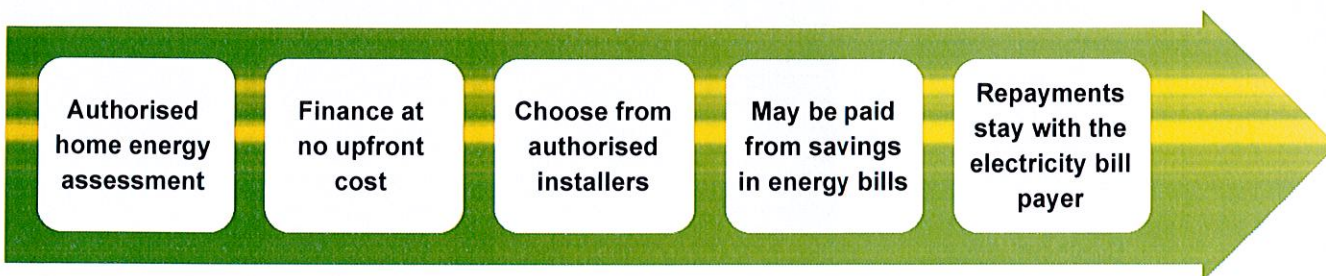 Authorised
home energy
assessment
Finance at
no upfront
cost
Choose from
authorised
installers
May be paid
from savings
in energy bills
Repayments
stay with the
electricity bill
payer